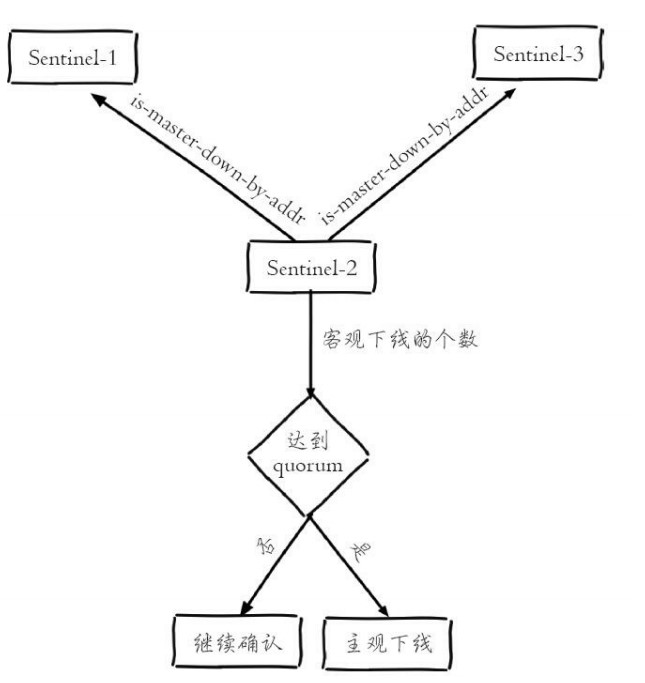 Sentinel-1
Sentinel-3
is-master-down-by-addr
is-master-down-by-addr
Sentinel-2
客观下线的个数
达到
quorum
否
是
继续确认
主观下线